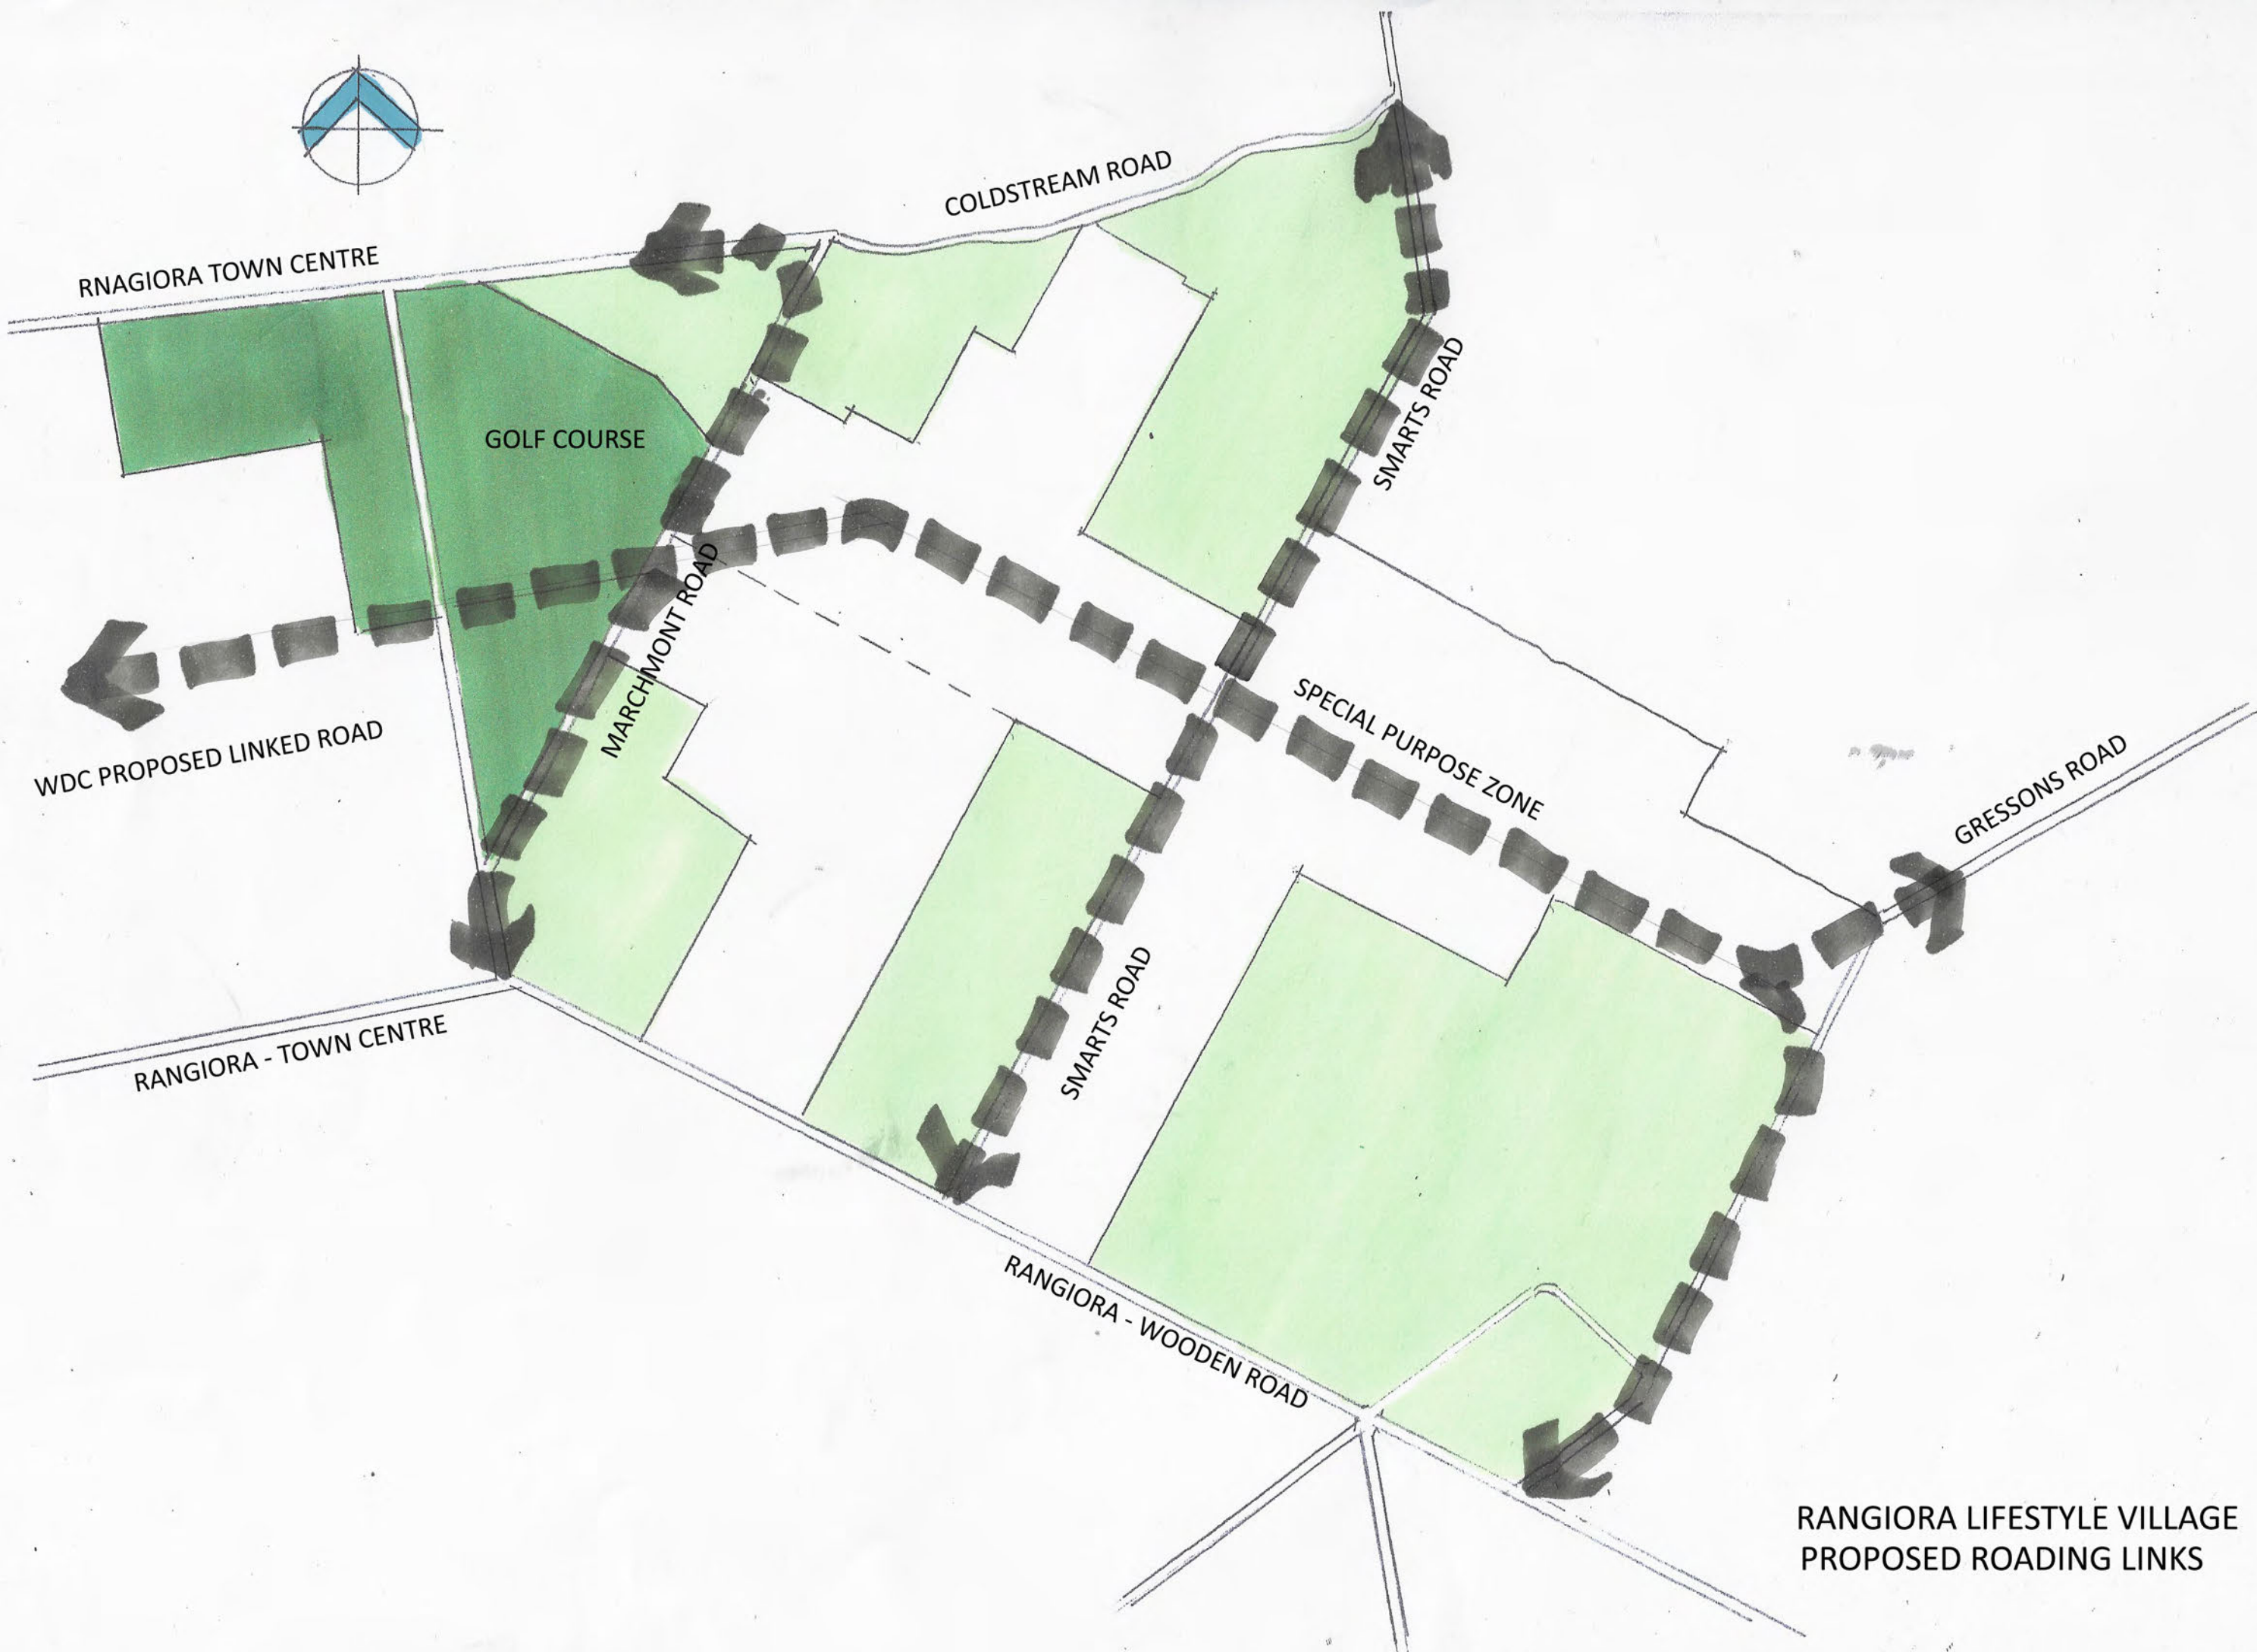 COLDSTREAM ROAD
RNAGIORA TOWN CENTRE
GOLF COURSE
SMARTS ROAD
MARCHMONT ROAD
SPECIAL PURPOSE ZONE
WDC PROPOSED LINKED ROAD
GRESSONS ROAD
SMARTS ROAD
RANGIORA - TOWN CENTRE
RANGIORA - WOODEN ROAD
RANGIORA LIFESTYLE VILLAGE
PROPOSED ROADING LINKS